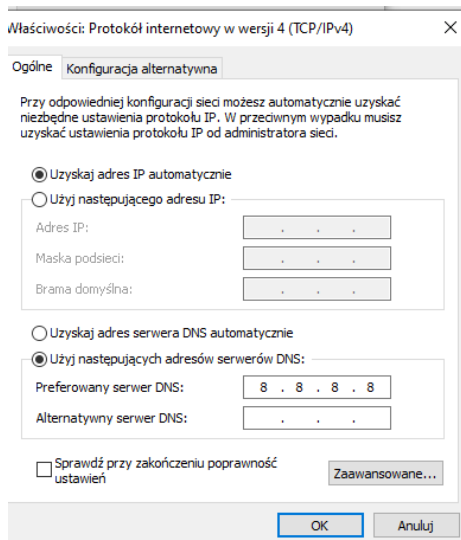 Właściwości: Protokół internetowy w wersji 4 (TCP/IPv4)
Ogólne Konfiguracja alternatywna
Przy odpowiedniej konfiguracji sieci możesz automatycznie uzyskać
niezbędne ustawienia protokołu IP. W przeciwnym wypadku musisz
uzyskać ustawienia protokołu IP od administratora sieci.
Uzyskaj adres IP automatycznie
Użyj następującego adresu IP:
Adres IP: . . .
Maska podsieci: . . .
Brama domyślna: . . .
Uzyskaj adres serwera DNS automatycznie
Użyj następujących adresów serwerów DNS:
Preferowany serwer DNS: 8 . 8 . 8 . 8
Alternatywny serwer DNS: . . .
Sprawdź przy zakończeniu poprawność
ustawień
Zaawansowane...
OK Anuluj